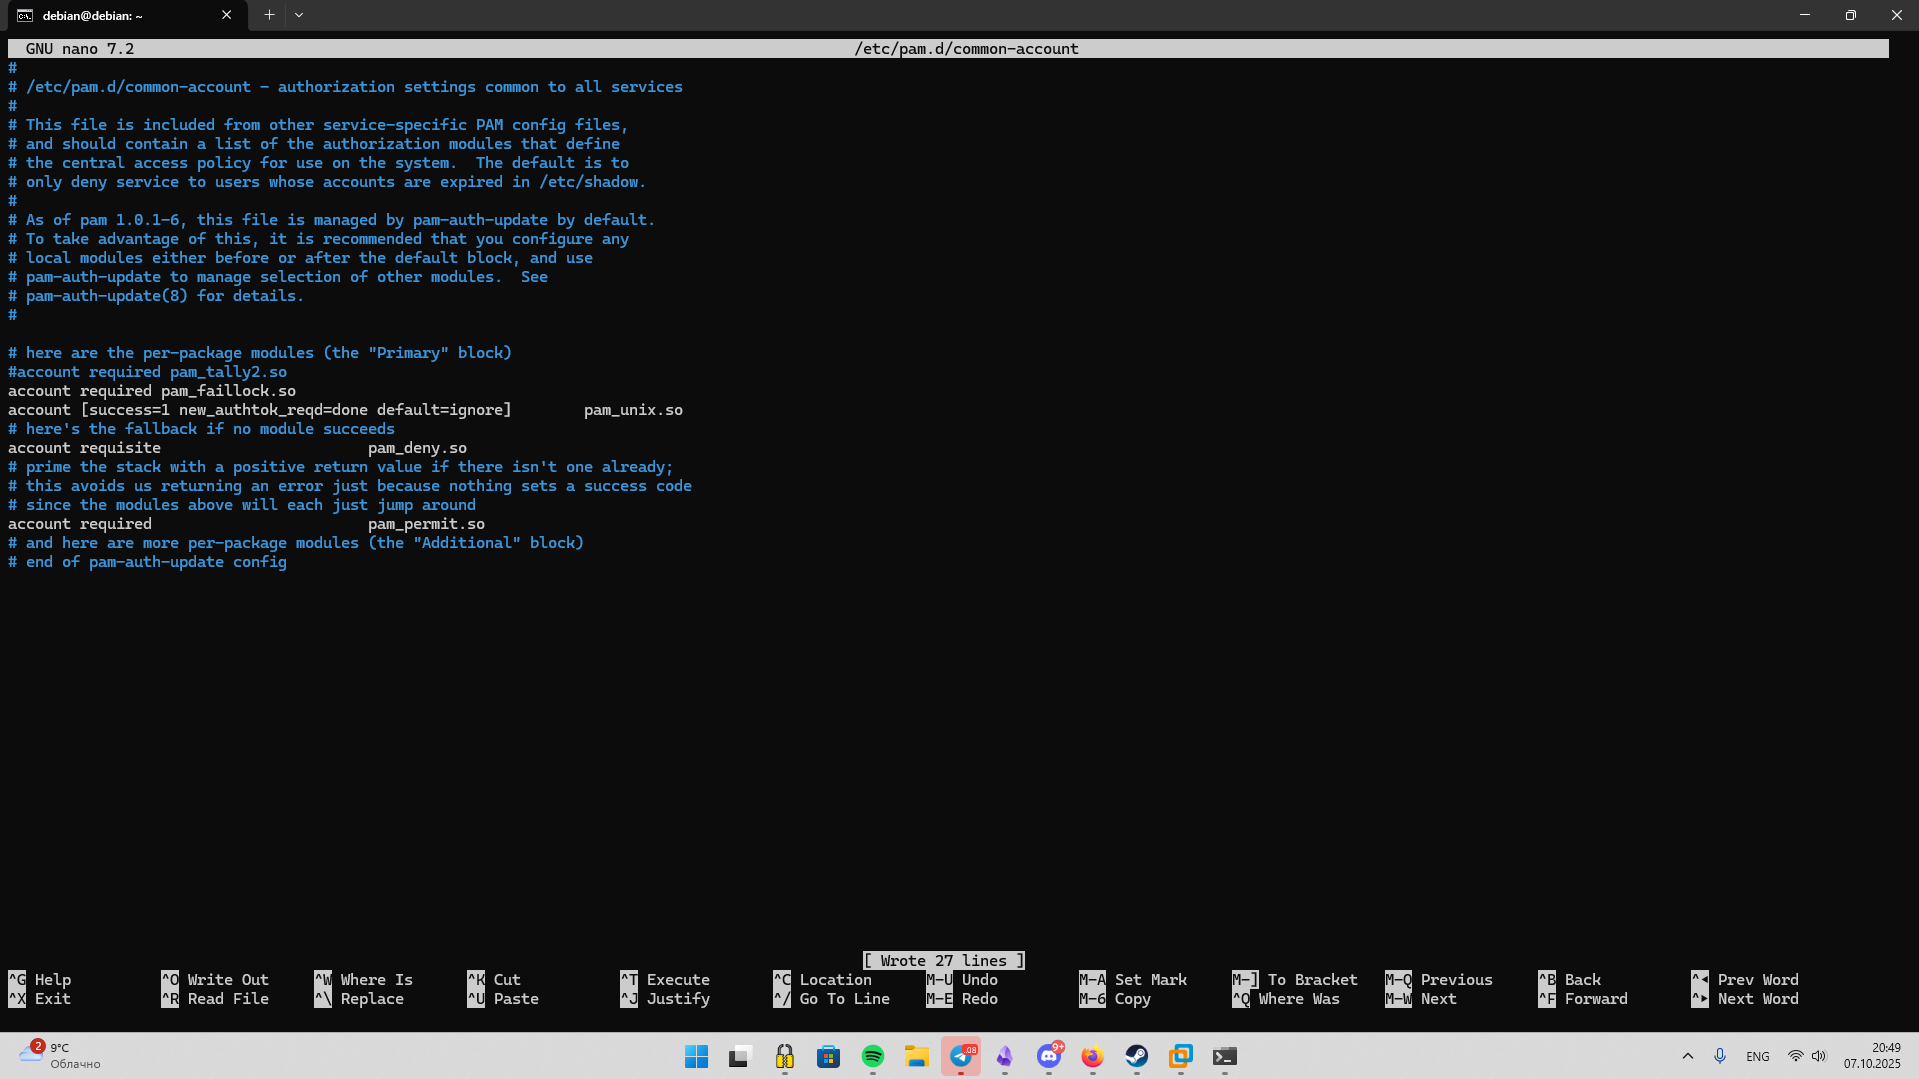 debian@debian: ~
GNU nano 7.2 /etc/pam.d/common-account
#
# /etc/pam.d/common-account - authorization settings common to all services
#
# This file is included from other service-specific PAM config files,
# and should contain a list of the authorization modules that define
# the central access policy for use on the system.  The default is to
# only deny service to users whose accounts are expired in /etc/shadow.
#
# As of pam 1.0.1-6, this file is managed by pam-auth-update by default.
# To take advantage of this, it is recommended that you configure any
# local modules either before or after the default block, and use
# pam-auth-update to manage selection of other modules.  See
# pam-auth-update(8) for details.
#
# here are the per-package modules (the "Primary" block)
#account required pam_tally2.so
account required pam_faillock.so
account [success=1 new_authtok_reqd=done default=ignore]        pam_unix.so
# here's the fallback if no module succeeds
account requisite                       pam_deny.so
# prime the stack with a positive return value if there isn't one already;
# this avoids us returning an error just because nothing sets a success code
# since the modules above will each just jump around
account required                        pam_permit.so
# and here are more per-package modules (the "Additional" block)
# end of pam-auth-update config
[ Wrote 27 lines ]
^G Help ^O Write Out ^W Where Is ^K Cut ^T Execute ^C Location M-U Undo M-A Set Mark M-] To Bracket M-Q Previous ^B Back ^◂ Prev Word
^X Exit ^R Read File ^\ Replace ^U Paste ^J Justify ^/ Go To Line M-E Redo M-6 Copy ^Q Where Was M-W Next ^F Forward ^▸ Next Word
2 9°C
Облачно
.08
9+
ENG
20:49
07.10.2025